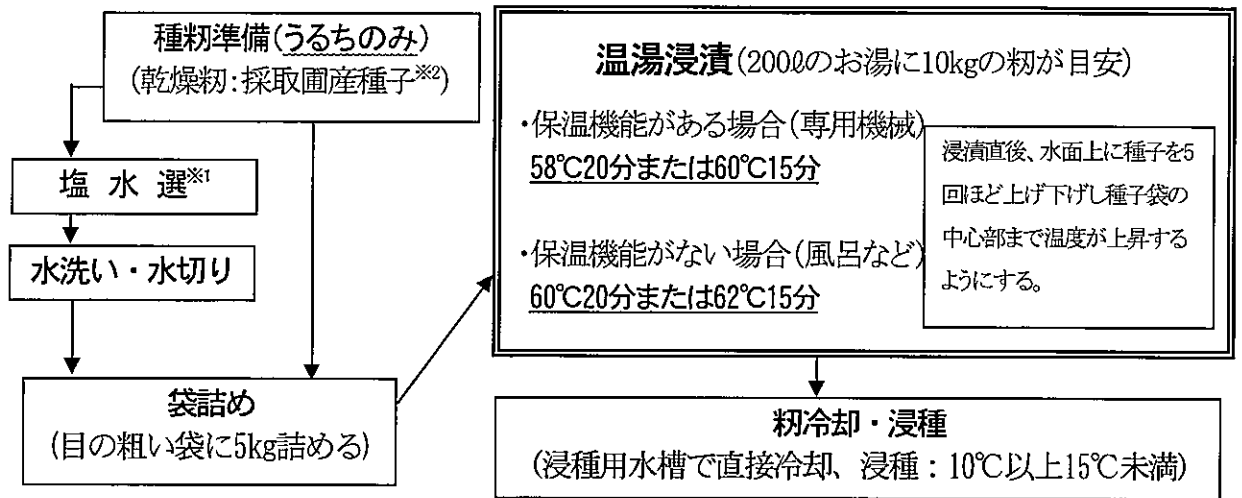 種籾準備(うるちのみ)
(乾燥籾:採取圃産種子※2)
塩 水 選※1
水洗い・水切り
袋詰め
(目の粗い袋に5kg詰める)
温湯浸漬(200ℓのお湯に10kgの籾が目安)
・保温機能がある場合(専用機械)
58℃20分または60℃15分
・保温機能がない場合(風呂など)
60℃20分または62℃15分
浸漬直後、水面上に種子を5
回ほど上げ下げし種子袋の
中心部まで温度が上昇する
ようにする。
籾冷却・浸種
(浸種用水槽で直接冷却、浸種：10℃以上15℃未満)